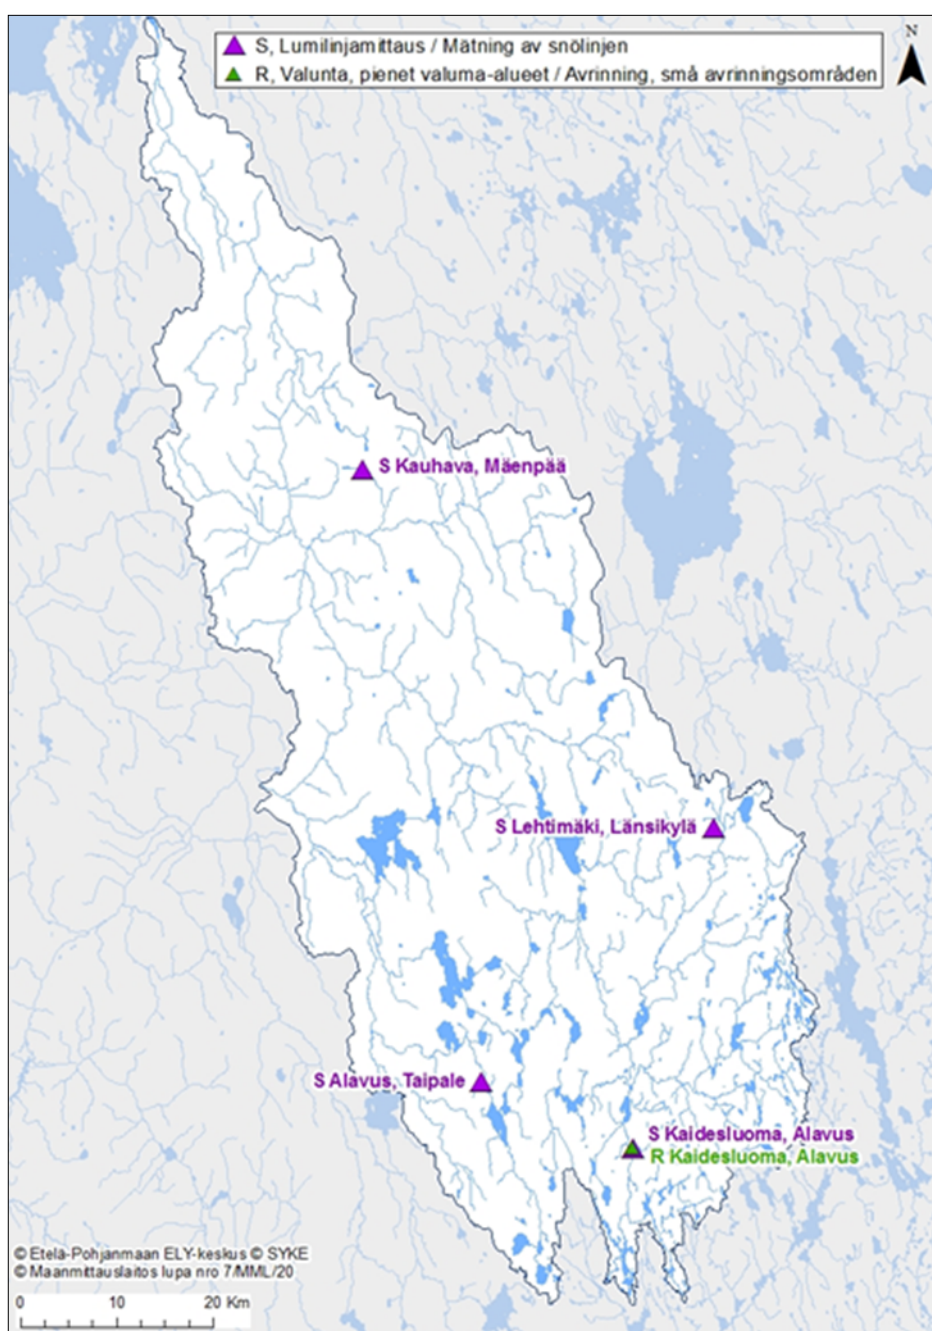 S, Lumilinjamittaus / Mätning av snölinjen
R, Valunta, pienet valuma-alueet / Avrinning, små avrinningsområden
N
S Kauhava, Mäenpää
S Lehtimäki, Länsikylä
S Alavus, Taipale
S Kaidesluoma, Alavus
R Kaidesluoma, Alavus
© Etelä-Pohjanmaan ELY-keskus © SYKE
© Maanmittauslaitos lupa nro 7/MML/20
0 10 20 Km